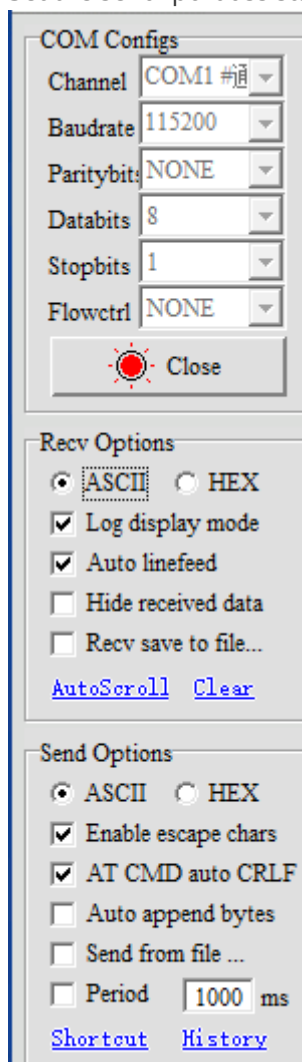 COM Configs
Channel COM1 #通
Baudrate 115200
Paritybits NONE
Databits 8
Stopbits 1
Flowctrl NONE
Close
Recv Options
ASCII HEX
Log display mode
Auto linefeed
Hide received data
Recv save to file...
AutoScroll Clear
Send Options
ASCII HEX
Enable escape chars
AT CMD auto CRLF
Auto append bytes
Send from file ...
Period 1000 ms
Shortcut History